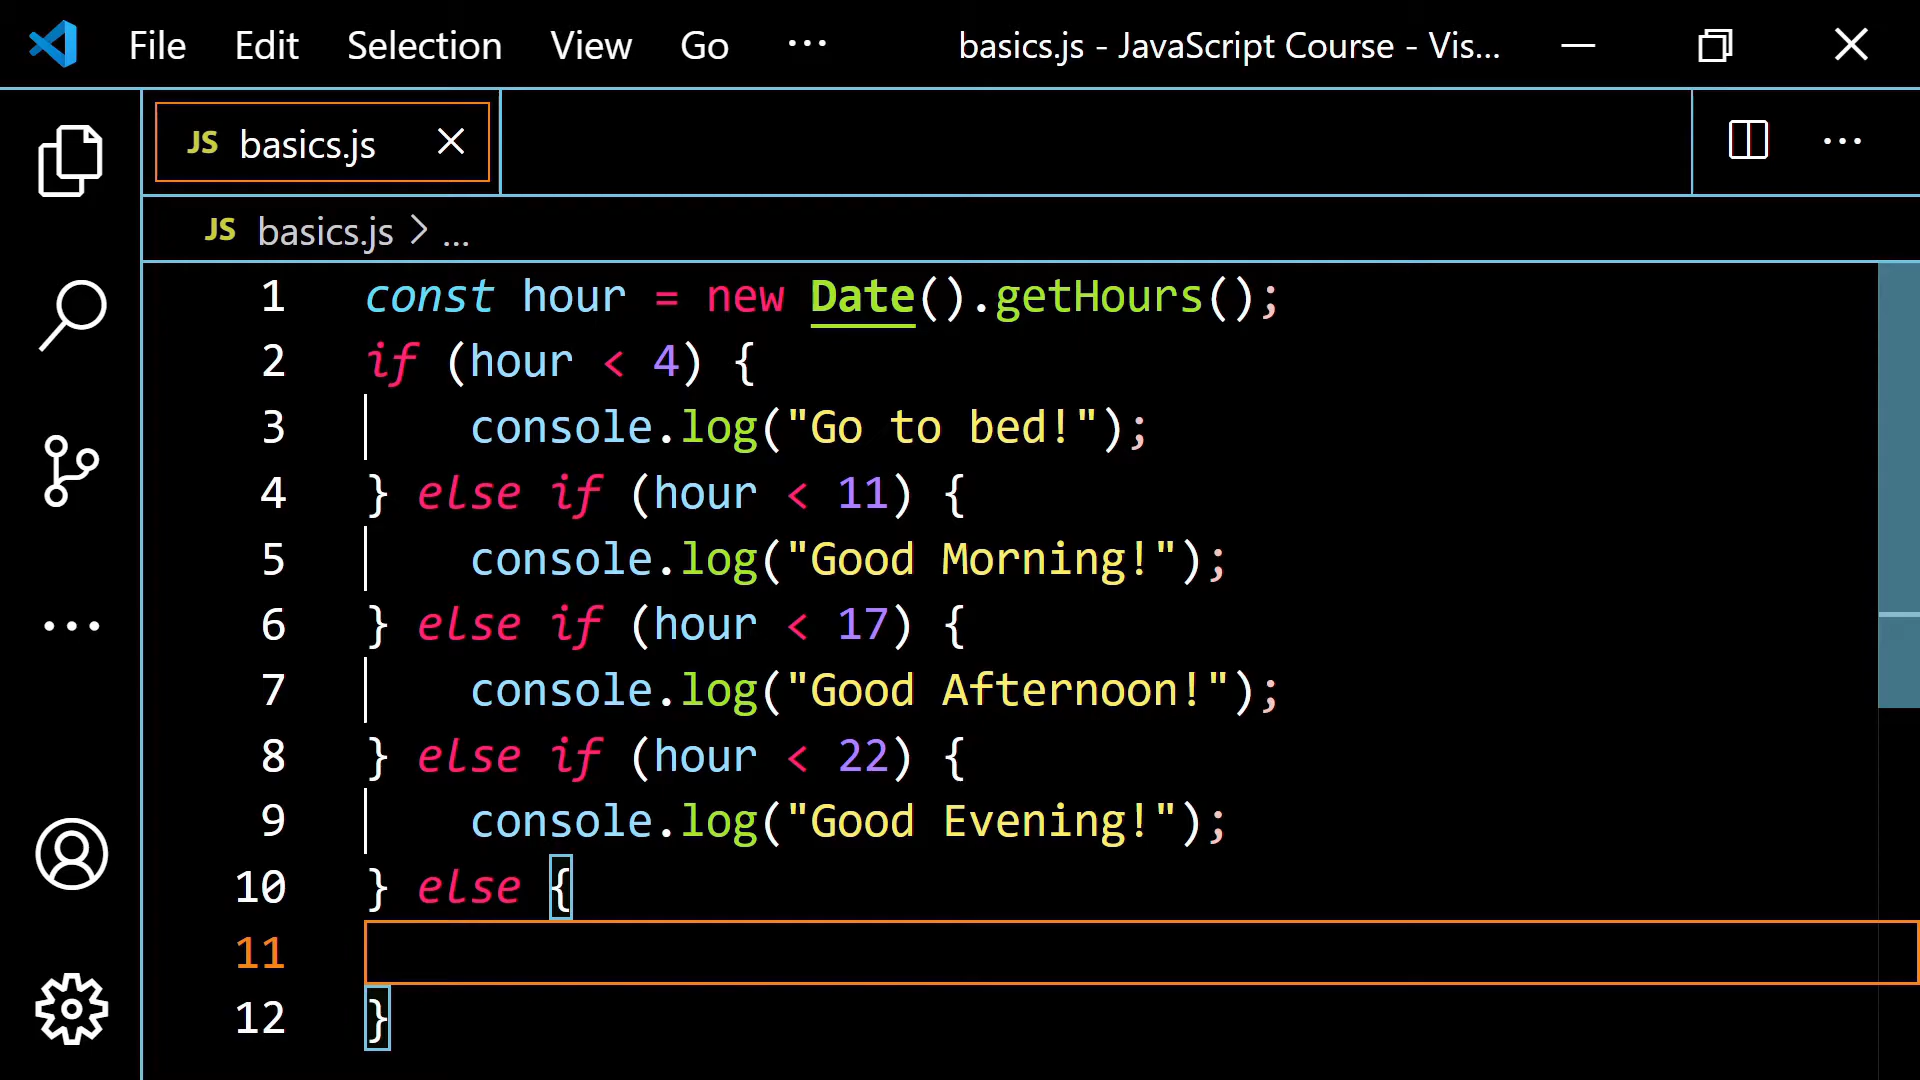 File Edit Selection View Go ... basics.js - JavaScript Course - Vis...
JS basics.js
JS basics.js > ...
1 const hour = new Date().getHours();
2 if (hour < 4) {
3     console.log("Go to bed!");
4 } else if (hour < 11) {
5     console.log("Good Morning!");
6 } else if (hour < 17) {
7     console.log("Good Afternoon!");
8 } else if (hour < 22) {
9     console.log("Good Evening!");
10 } else {
11
12 }